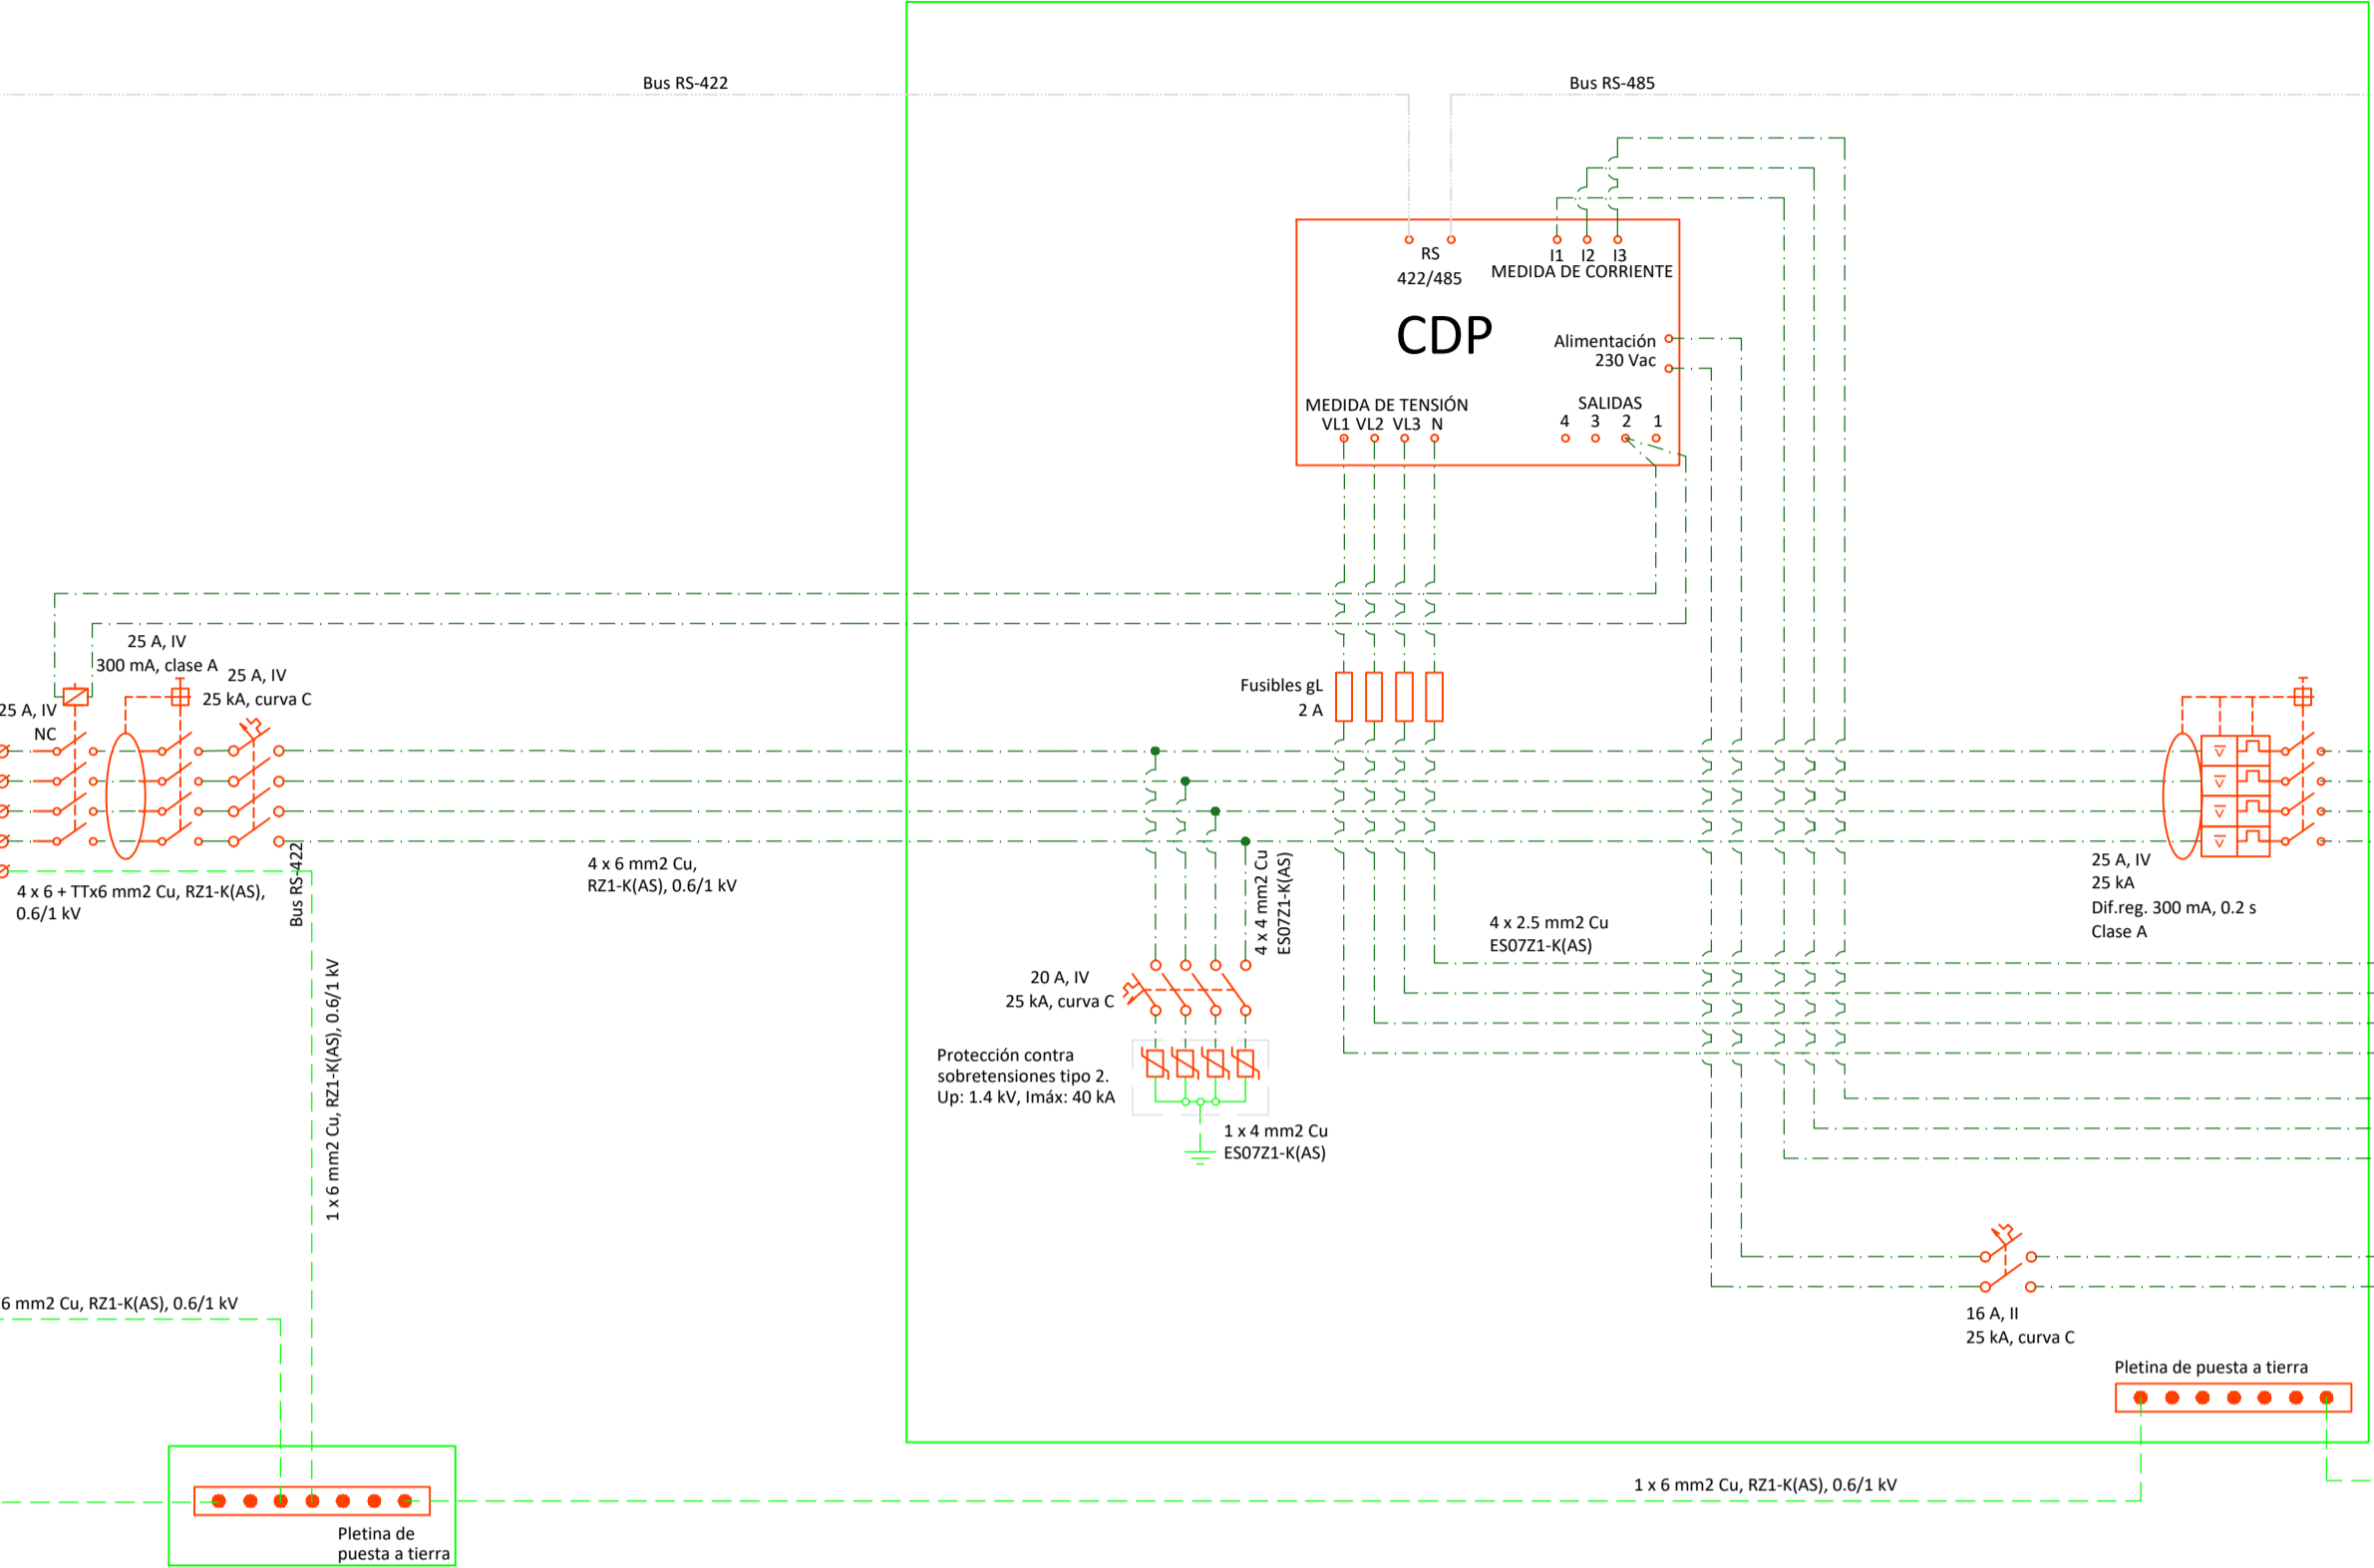 Bus RS-422
Bus RS-485
RS
422/485
I1 I2 I3
MEDIDA DE CORRIENTE
CDP
Alimentación
230 Vac
MEDIDA DE TENSIÓN
VL1 VL2 VL3 N
SALIDAS
4 3 2 1
25 A, IV
300 mA, clase A
25 A, IV
25 kA, curva C
25 A, IV
NC
Fusibles gL
2 A
4 x 6 + TTx6 mm2 Cu, RZ1-K(AS),
0.6/1 kV
Bus RS-422
4 x 6 mm2 Cu,
RZ1-K(AS), 0.6/1 kV
4 x 4 mm2 Cu
ES07Z1-K(AS)
4 x 2.5 mm2 Cu
ES07Z1-K(AS)
25 A, IV
25 kA
Dif.reg. 300 mA, 0.2 s
Clase A
1 x 6 mm2 Cu, RZ1-K(AS), 0.6/1 kV
20 A, IV
25 kA, curva C
Protección contra
sobretensiones tipo 2.
Up: 1.4 kV, Imáx: 40 kA
1 x 4 mm2 Cu
ES07Z1-K(AS)
6 mm2 Cu, RZ1-K(AS), 0.6/1 kV
16 A, II
25 kA, curva C
Pletina de puesta a tierra
1 x 6 mm2 Cu, RZ1-K(AS), 0.6/1 kV
Pletina de
puesta a tierra